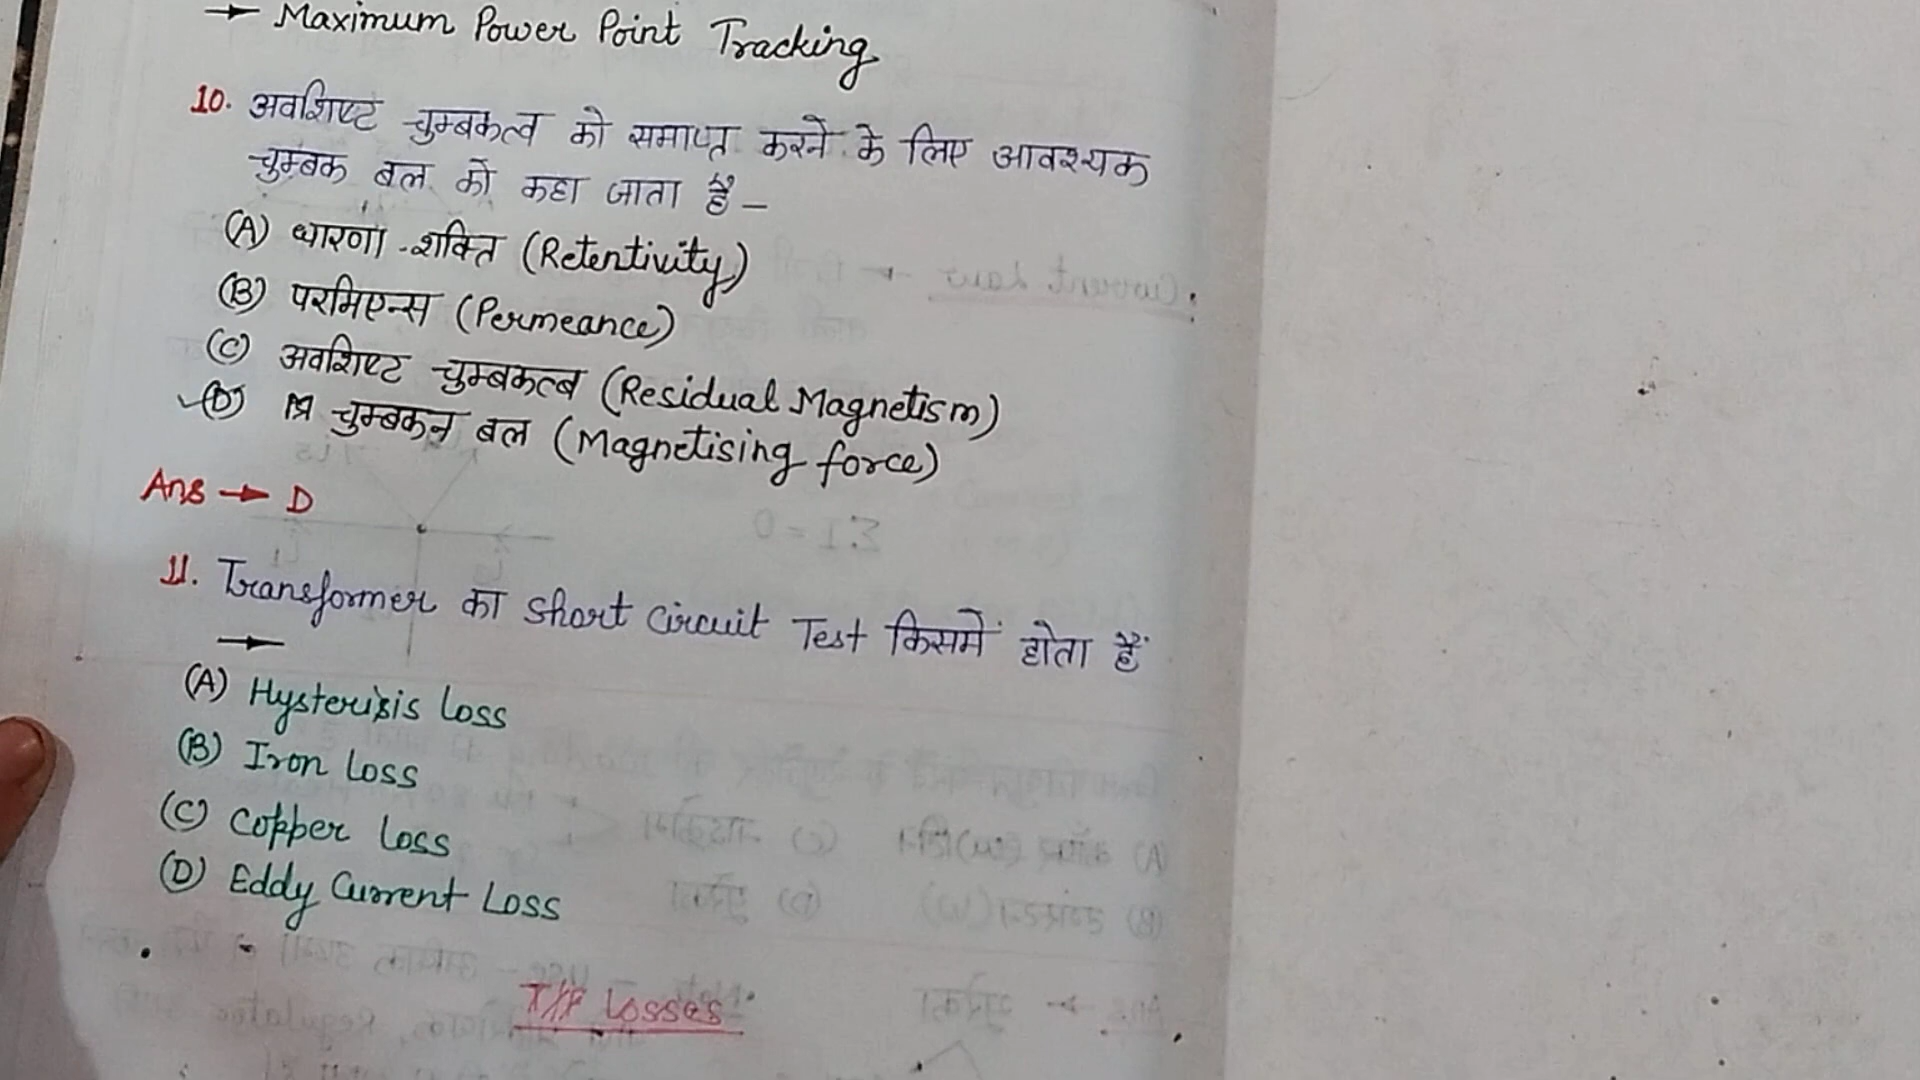 → Maximum Power Point Tracking
10. अवशिष्ट चुम्बकत्व को समाप्त करने के लिए आवश्यक
चुम्बक बल को कहा जाता है –
(A) धारणा शक्ति (Retentivity)
(B) परमिएन्स (Permeance)
(C) अवशिष्ट चुम्बकत्ब (Residual Magnetism)
(D) चुम्बकन बल (Magnetising force)
Ans → D
11. Transformer का Short Circuit Test किसमें होता है
→
(A) Hysterisis Loss
(B) Iron Loss
(C) Copper Loss
(D) Eddy Current Loss
T/F Losses